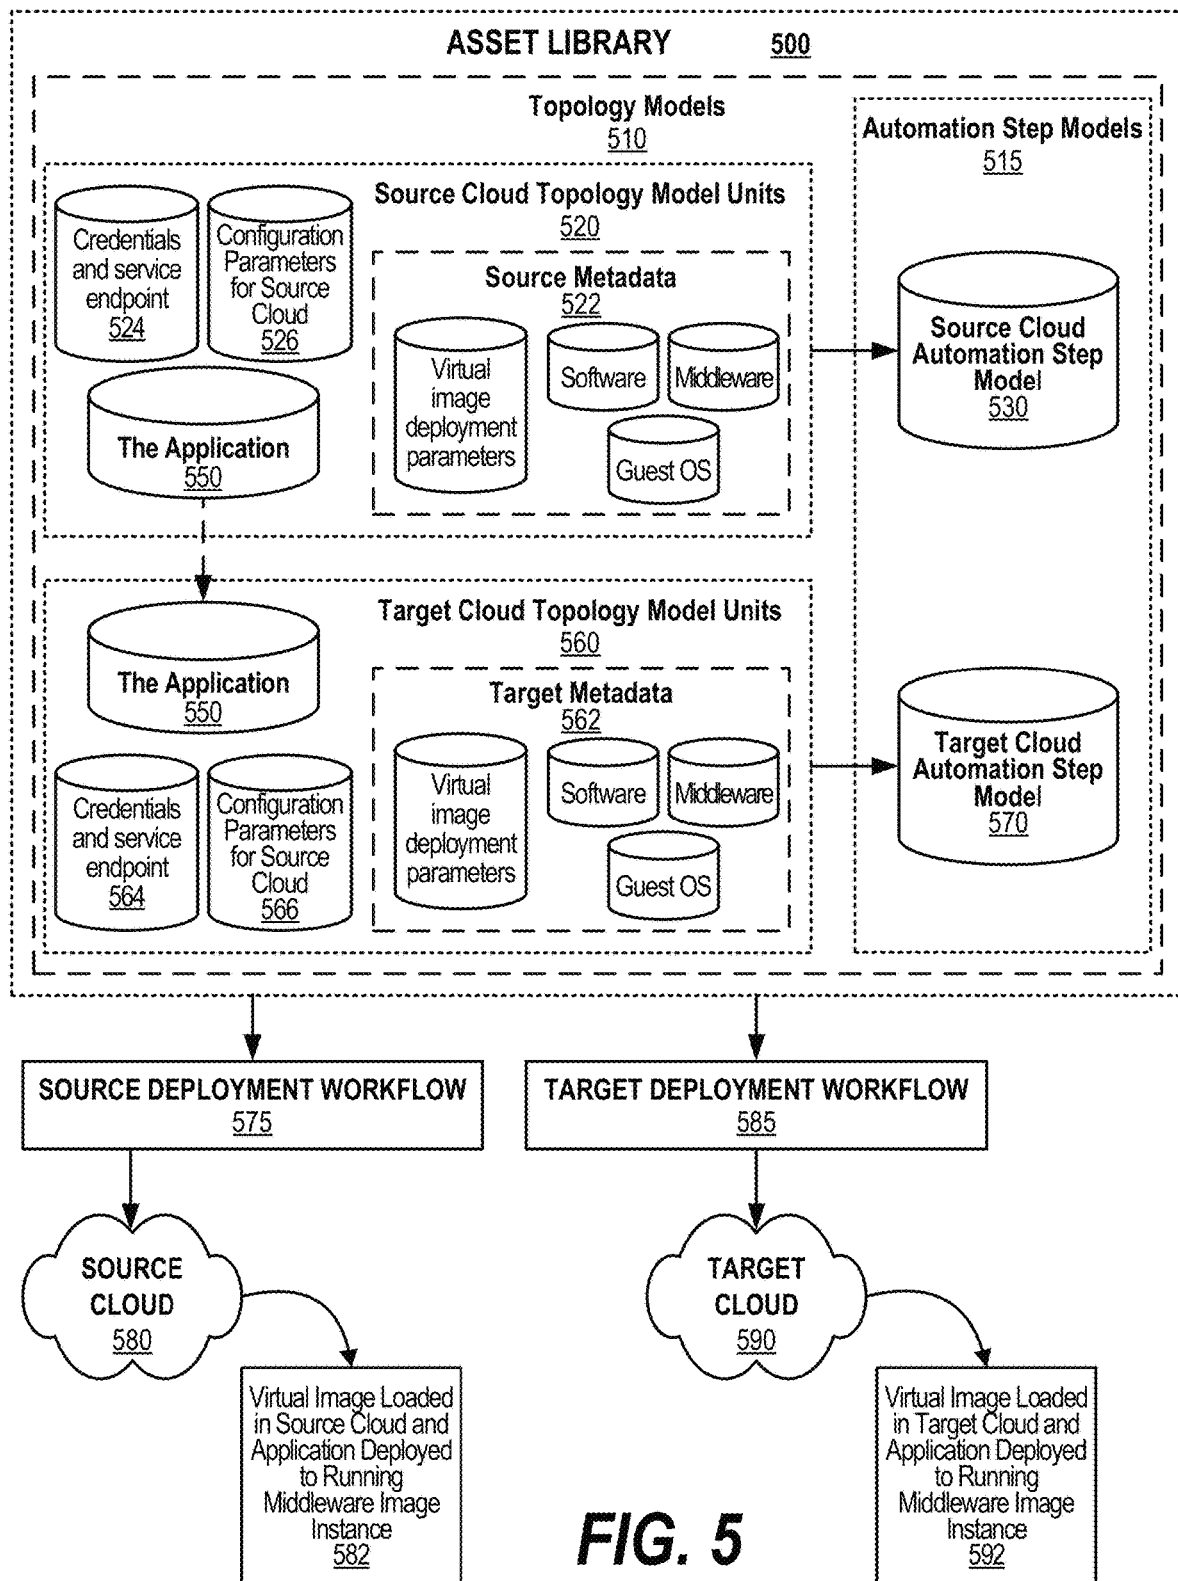 ASSET LIBRARY 500
Topology Models
510
Automation Step Models
515
Source Cloud Topology Model Units
520
Credentials
and service
endpoint
524
Configuration
Parameters
for Source
Cloud
526
Source Metadata
522
Virtual
image
deployment
parameters
Software
Middleware
Guest OS
The Application
550
Source Cloud
Automation Step
Model
530
Target Cloud Topology Model Units
560
The Application
550
Target Metadata
562
Virtual
image
deployment
parameters
Software
Middleware
Guest OS
Credentials
and service
endpoint
564
Configuration
Parameters
for Source
Cloud
566
Target Cloud
Automation Step
Model
570
SOURCE DEPLOYMENT WORKFLOW
575
TARGET DEPLOYMENT WORKFLOW
585
SOURCE
CLOUD
580
TARGET
CLOUD
590
Virtual Image Loaded
in Source Cloud and
Application Deployed
to Running
Middleware Image
Instance
582
Virtual Image Loaded
in Target Cloud and
Application Deployed
to Running
Middleware Image
Instance
592
FIG. 5